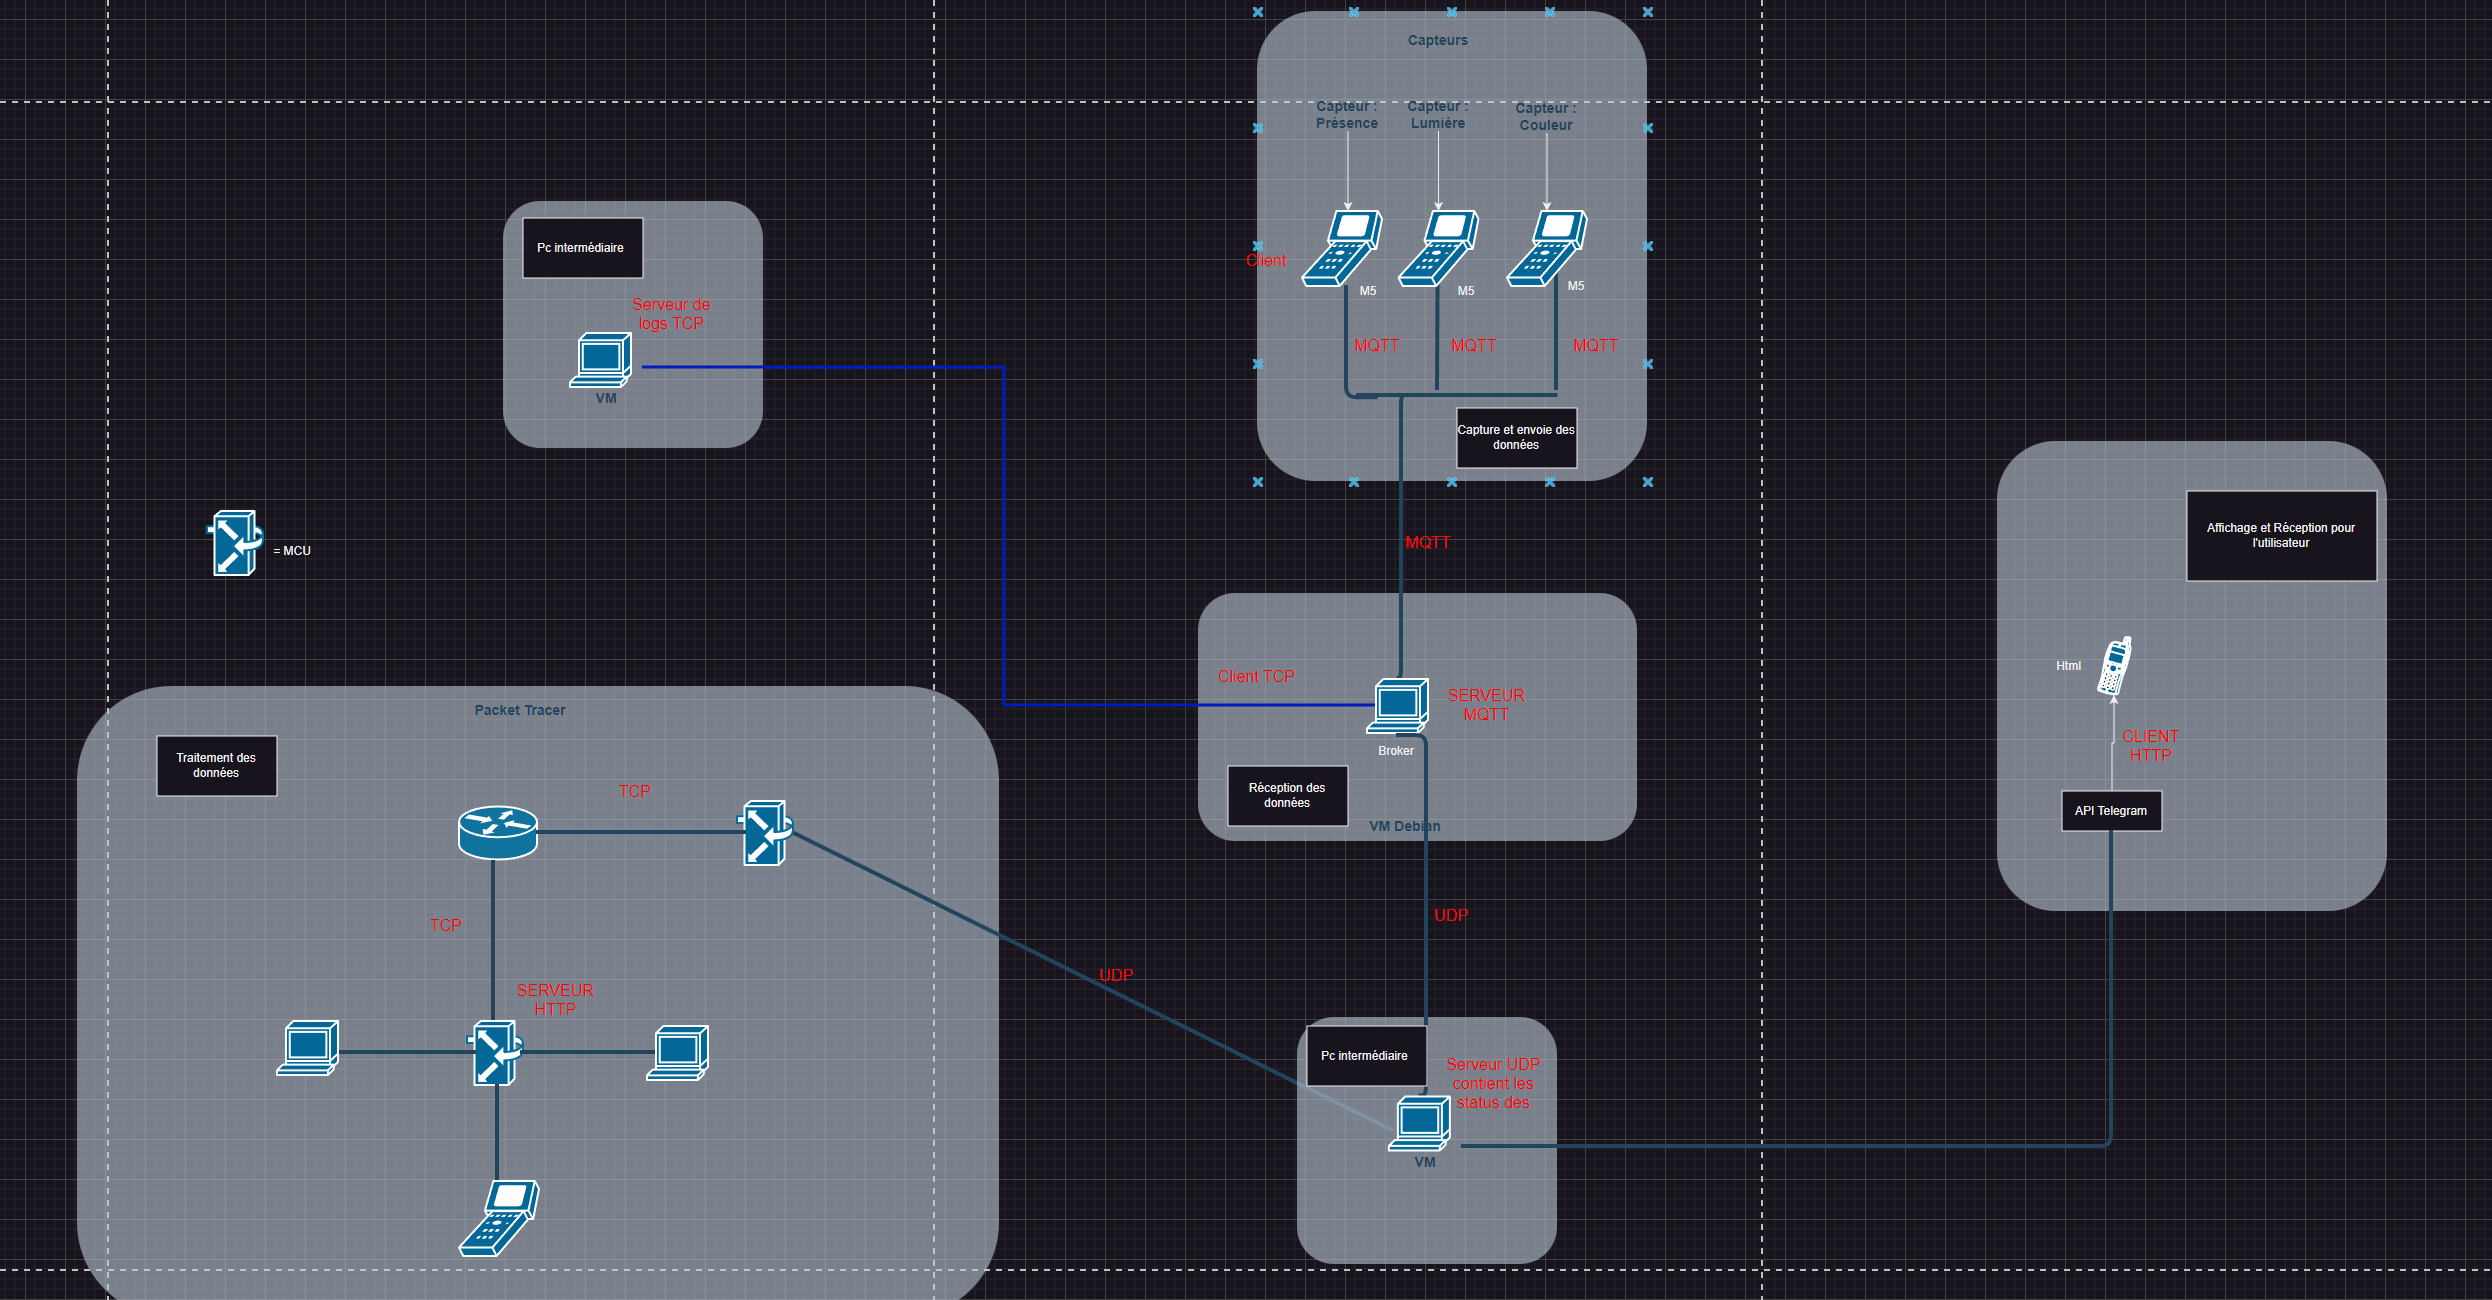 Capteurs
Capteur :
Présence
Capteur :
Lumière
Capteur :
Couleur
Client
M5
M5
M5
MQTT
MQTT
MQTT
Capture et envoie des
données
Pc intermédiaire
Serveur de
logs TCP
VM
= MCU
MQTT
Affichage et Réception pour
l'utilisateur
Html
CLIENT
HTTP
API Telegram
Client TCP
SERVEUR
MQTT
Broker
Réception des
données
VM Debian
Packet Tracer
Traitement des
données
TCP
TCP
SERVEUR
HTTP
UDP
UDP
Pc intermédiaire
Serveur UDP
contient les
status des
VM